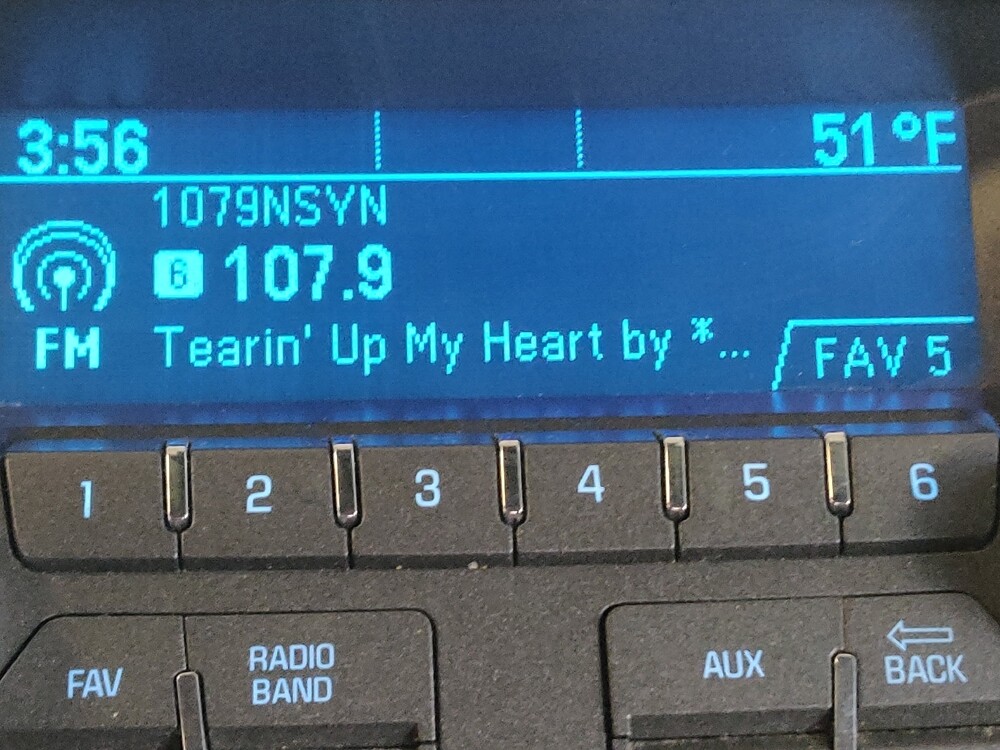 3:56 51°F
1079NSYN
6 107.9
FM Tearin' Up My Heart by *... FAV 5
1 2 3 4 5 6
FAV RADIO BAND AUX BACK